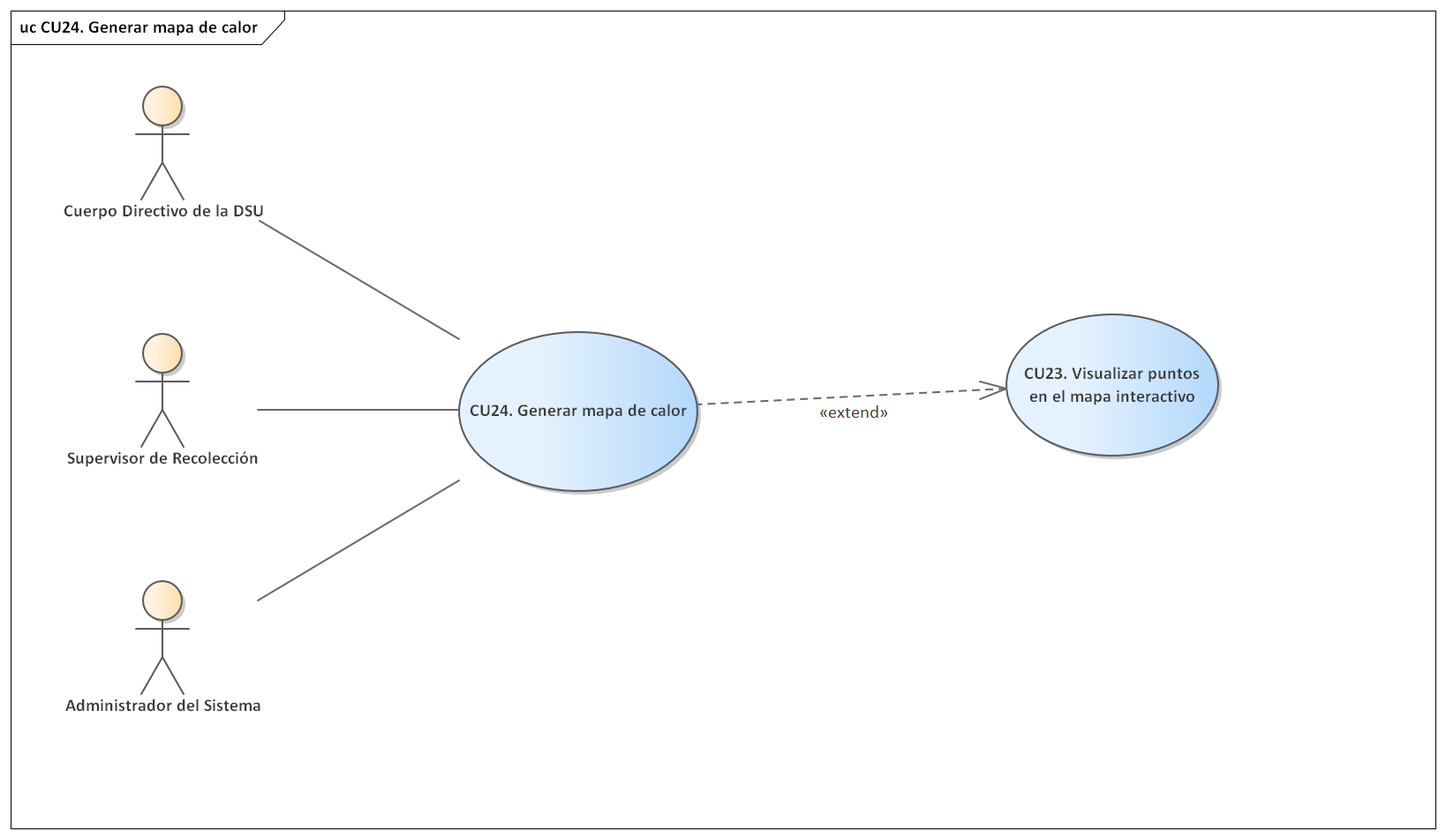 uc CU24. Generar mapa de calor
Cuerpo Directivo de la DSU
Supervisor de Recolección
Administrador del Sistema
CU24. Generar mapa de calor
«extend»
CU23. Visualizar puntos
en el mapa interactivo